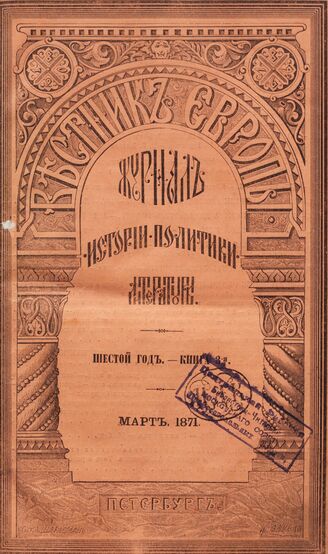 ВѢСТНИКЪ ЕВРОПЫ
ЖУРНАЛЪ
ИСТОРІИ-ПОЛИТИКИ
ЛИТЕРАТУРЫ.
ШЕСТОЙ ГОДЪ. — КНИГА 3-я.
МАРТЪ, 1871.
ПЕТЕРБУРГЪ